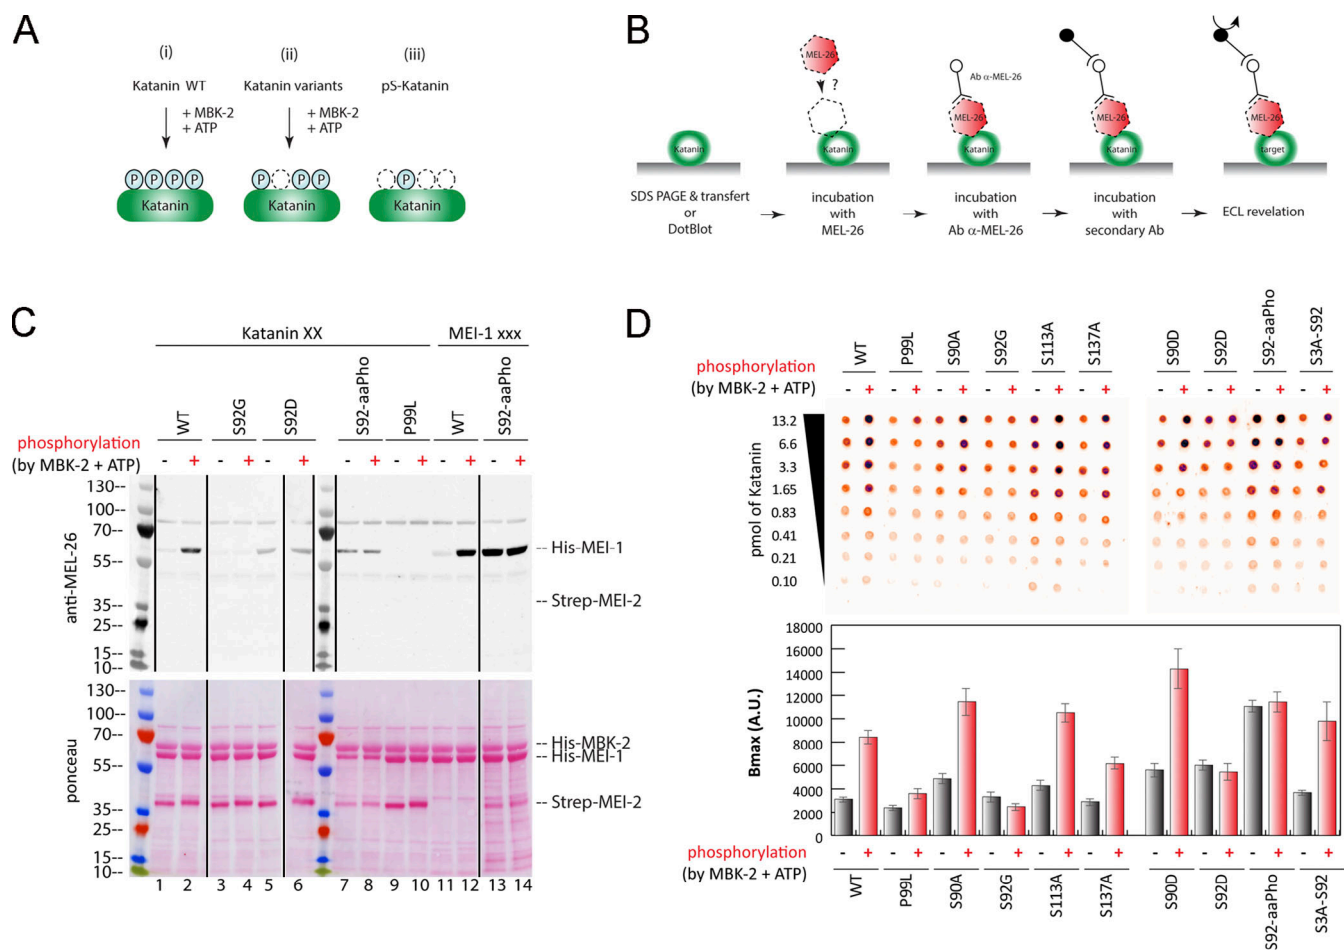 A
(i)
(ii)
(iii)
Katanin WT
Katanin variants
pS-Katanin
+ MBK-2
+ ATP
+ MBK-2
+ ATP
P P P P
P P P
P
Katanin
Katanin
Katanin
B
MEL-26
?
Ab α-MEL-26
MEL-26
MEL-26
MEL-26
Katanin
Katanin
Katanin
Katanin
target
SDS PAGE & transfert
or
DotBlot
incubation
with
MEL-26
incubation
with
Ab α-MEL-26
incubation
with
secondary Ab
ECL revelation
C
Katanin XX
MEI-1 xxx
WT
S92G
S92D
S92-aaPho
P99L
WT
S92-aaPho
phosphorylation
(by MBK-2 + ATP)
- + - + - + - + - + - + - +
anti-MEL-26
130--
100--
70--
55--
35--
25--
15--
10--
-- His-MEI-1
-- Strep-MEI-2
ponceau
130--
100--
70--
55--
35--
25--
15--
10--
-- His-MBK-2
-- His-MEI-1
-- Strep-MEI-2
1 2 3 4 5 6 7 8 9 10 11 12 13 14
D
WT
P99L
S90A
S92G
S113A
S137A
S90D
S92D
S92-aaPho
S3A-S92
phosphorylation
(by MBK-2 + ATP)
- + - + - + - + - + - + - + - + - + - +
pmol of Katanin
13.2
6.6
3.3
1.65
0.83
0.41
0.21
0.10
Bmax (A.U.)
18000
16000
14000
12000
10000
8000
6000
4000
2000
0
phosphorylation
(by MBK-2 + ATP)
- + - + - + - + - + - + - + - + - + - +
WT
P99L
S90A
S92G
S113A
S137A
S90D
S92D
S92-aaPho
S3A-S92